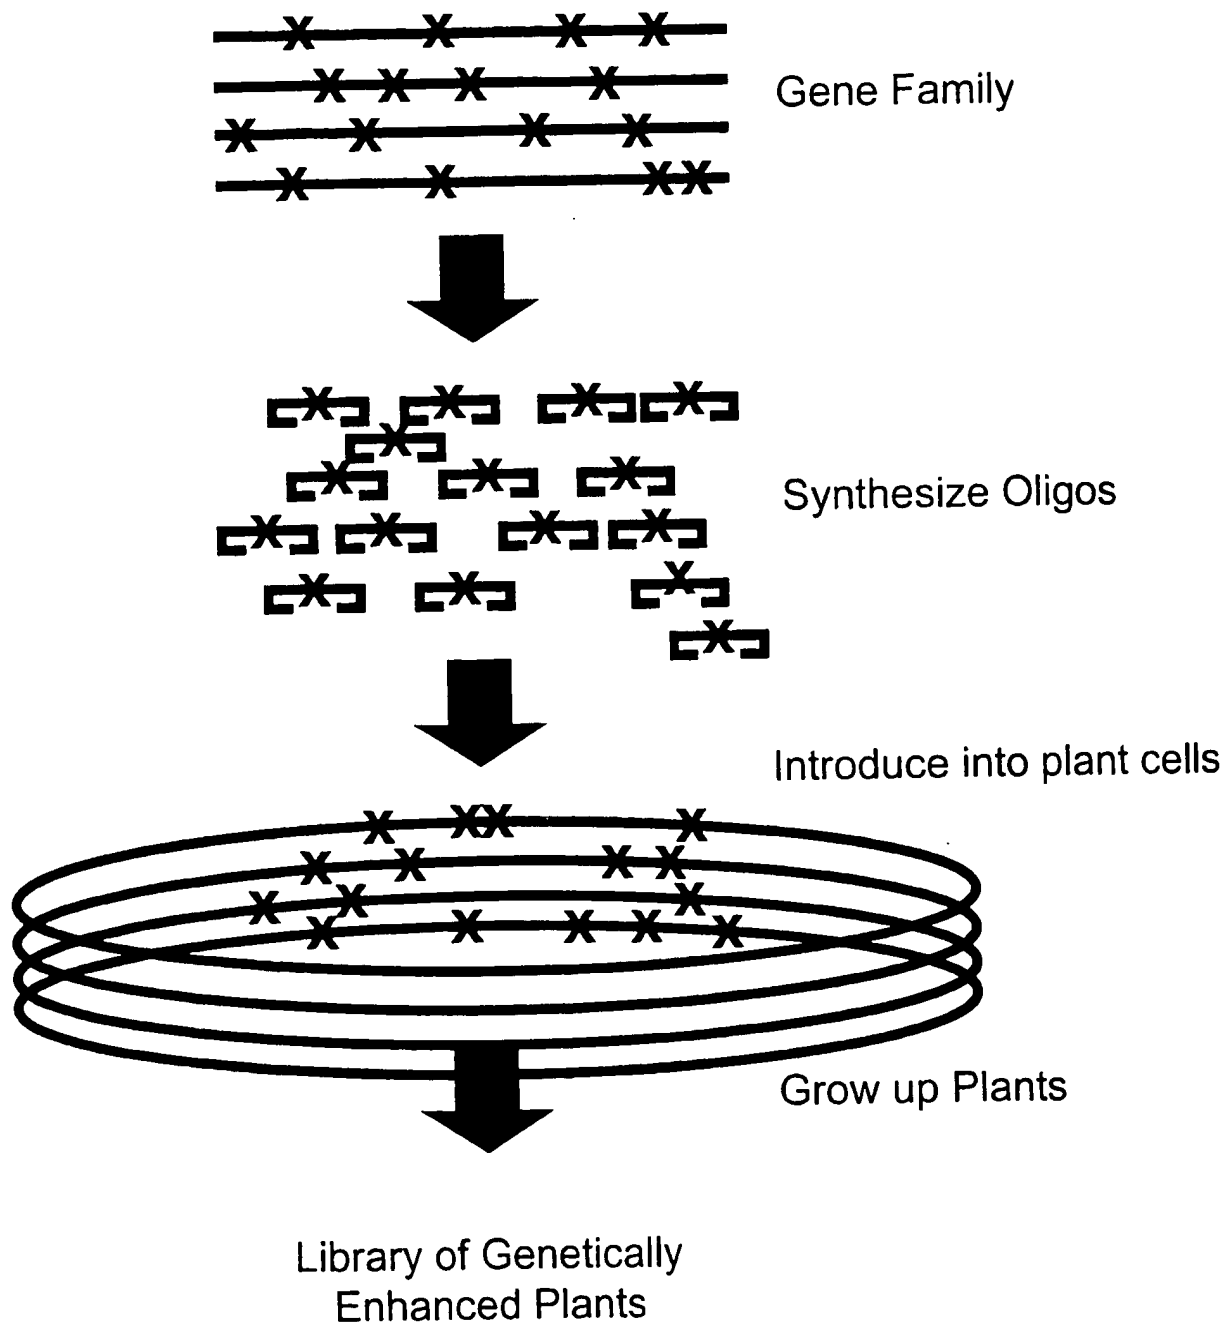 Gene Family
Synthesize Oligos
Introduce into plant cells
Grow up Plants
Library of Genetically
Enhanced Plants